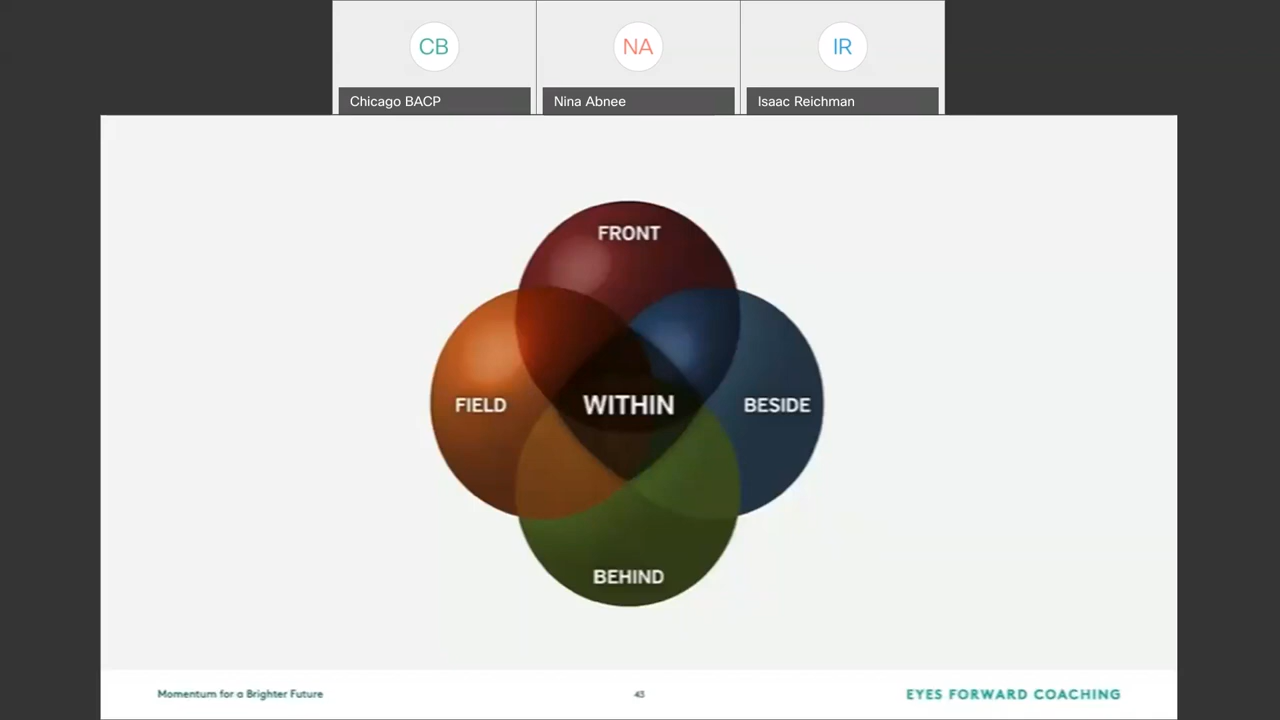 CB
NA
IR
Chicago BACP
Nina Abnee
Isaac Reichman
FRONT
FIELD
WITHIN
BESIDE
BEHIND
Momentum for a Brighter Future
43
EYES FORWARD COACHING